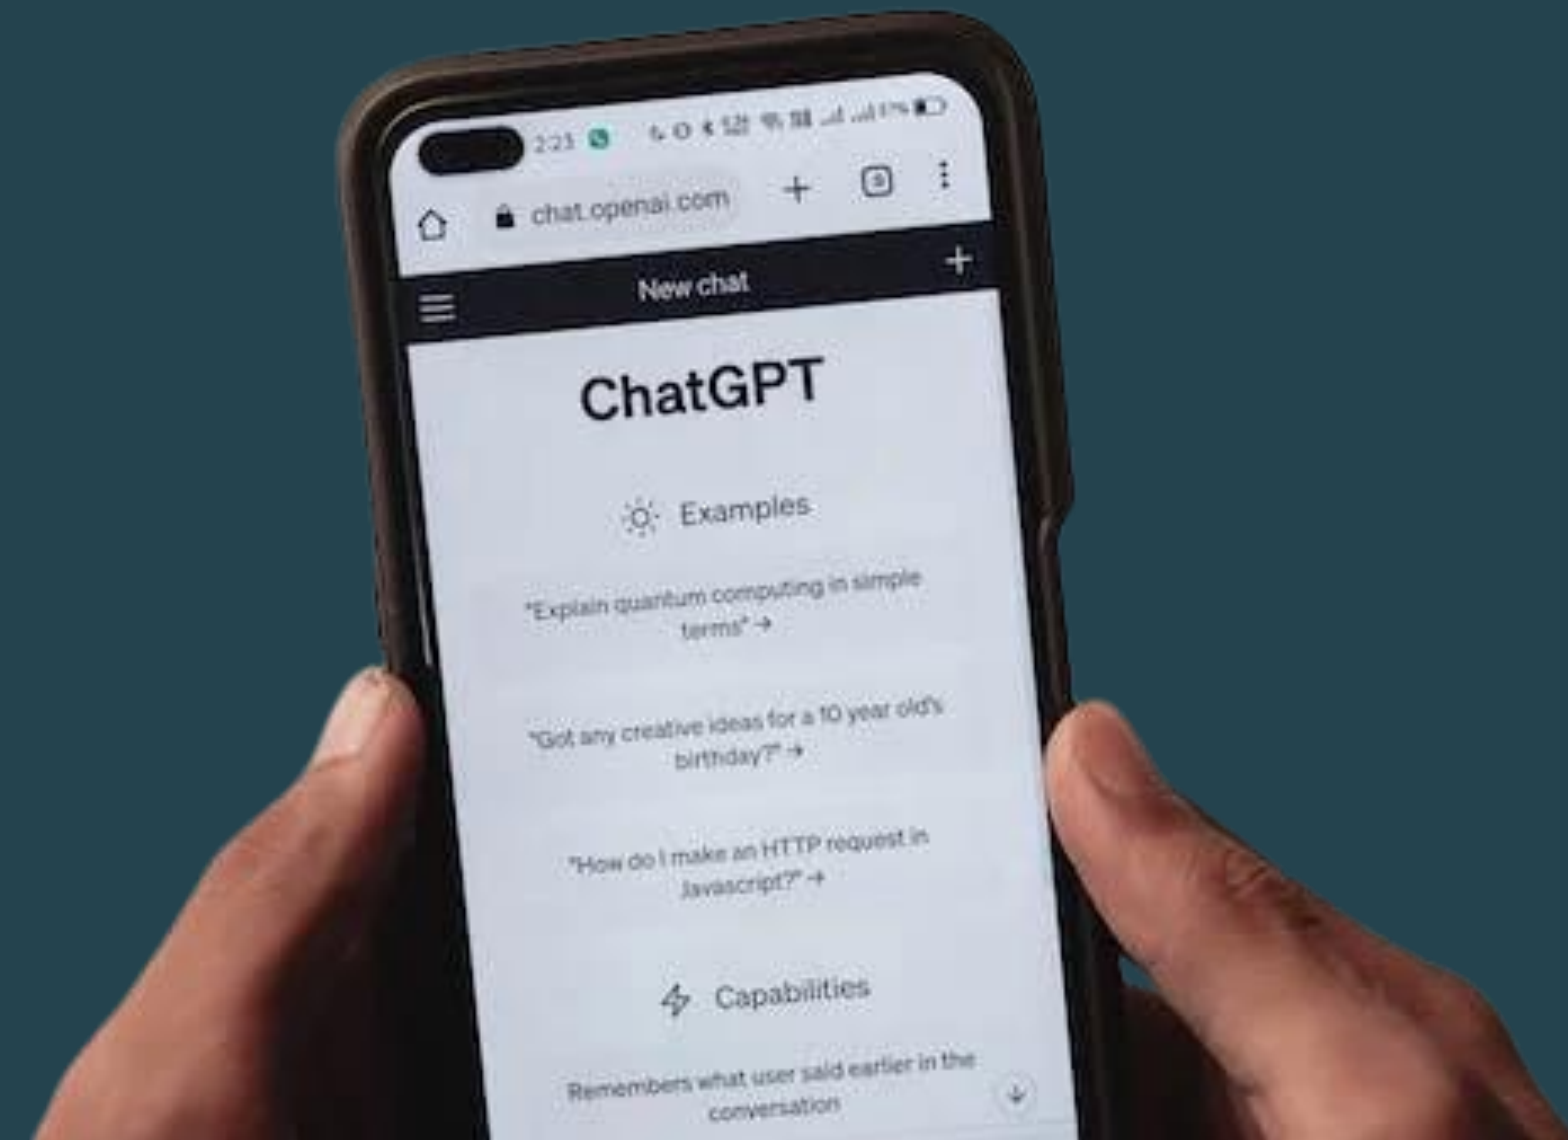 2:23
chat.openai.com
New chat
ChatGPT
Examples
"Explain quantum computing in simple
terms" →
"Got any creative ideas for a 10 year old's
birthday?" →
"How do I make an HTTP request in
Javascript?" →
Capabilities
Remembers what user said earlier in the
conversation